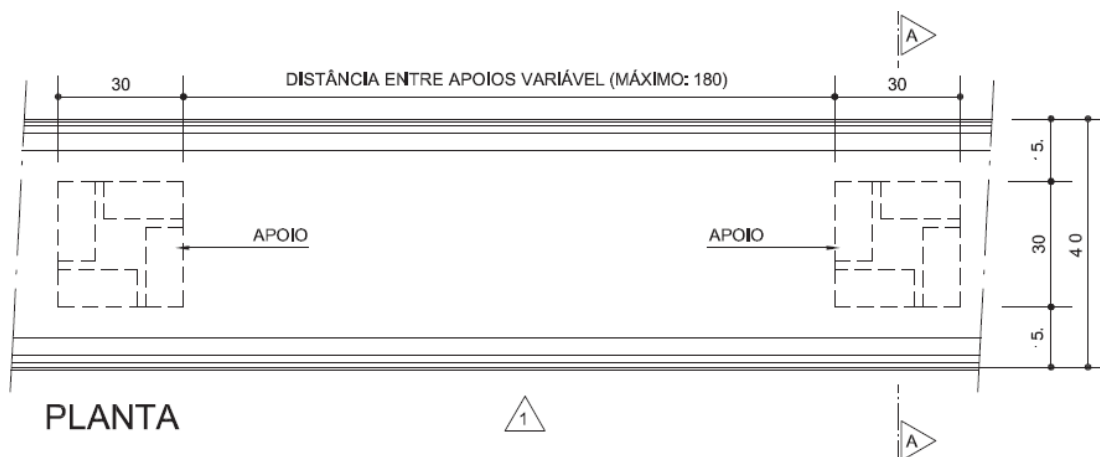 A
30
DISTÂNCIA ENTRE APOIOS VARIÁVEL (MÁXIMO: 180)
30
.5.
APOIO
APOIO
30
40
.5.
PLANTA
1
A